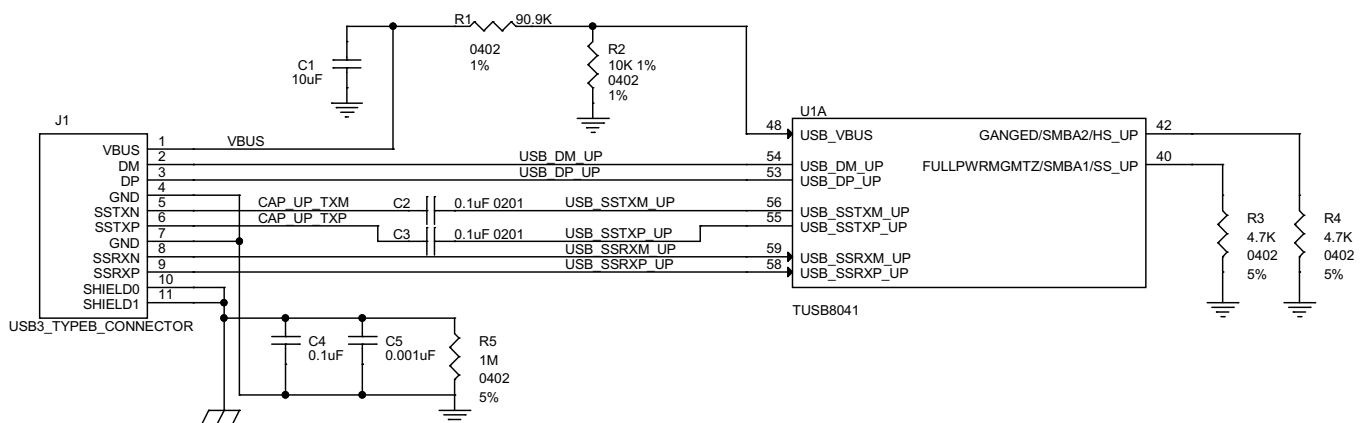 R1
90.9K
0402
1%
R2
10K 1%
0402
1%
C1
10uF
J1
U1A
VBUS
1
VBUS
DM
2
USB_DM_UP
DP
3
USB_DP_UP
GND
4
SSTXN
5
CAP_UP_TXM
C2
0.1uF 0201
USB_SSTXM_UP
SSTXP
6
CAP_UP_TXP
C3
0.1uF 0201
USB_SSTXP_UP
GND
7
SSRXN
8
USB_SSRXM_UP
SSRXP
9
USB_SSRXP_UP
SHIELD0
10
SHIELD1
11
USB3_TYPEB_CONNECTOR
48
USB_VBUS
54
USB_DM_UP
53
USB_DP_UP
56
USB_SSTXM_UP
55
USB_SSTXP_UP
59
USB_SSRXM_UP
58
USB_SSRXP_UP
GANGED/SMBA2/HS_UP
42
FULLPWRMGMTZ/SMBA1/SS_UP
40
TUSB8041
R3
4.7K
0402
5%
R4
4.7K
0402
5%
C4
0.1uF
C5
0.001uF
R5
1M
0402
5%